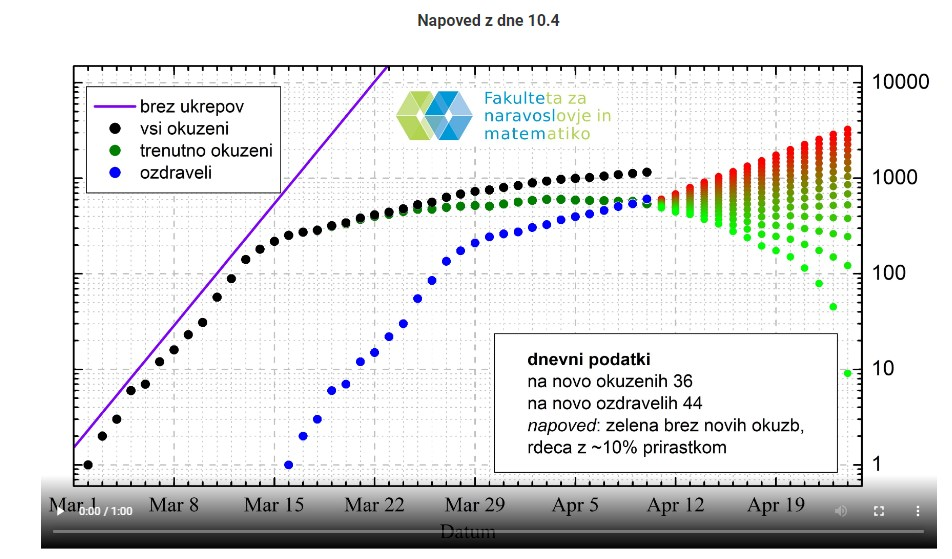 Napoved z dne 10.4
brez ukrepov
vsi okuzeni
trenutno okuzeni
ozdraveli
Fakulteta za
naravoslovje in
matematiko
10000
1000
100
10
1
dnevni podatki
na novo okuzenih 36
na novo ozdravelih 44
napoved: zelena brez novih okuzb,
rdeca z ~10% prirastkom
Mar 1
Mar 8
Mar 15
Mar 22
Mar 29
Apr 5
Apr 12
Apr 19
0:00 / 1:00
Datum